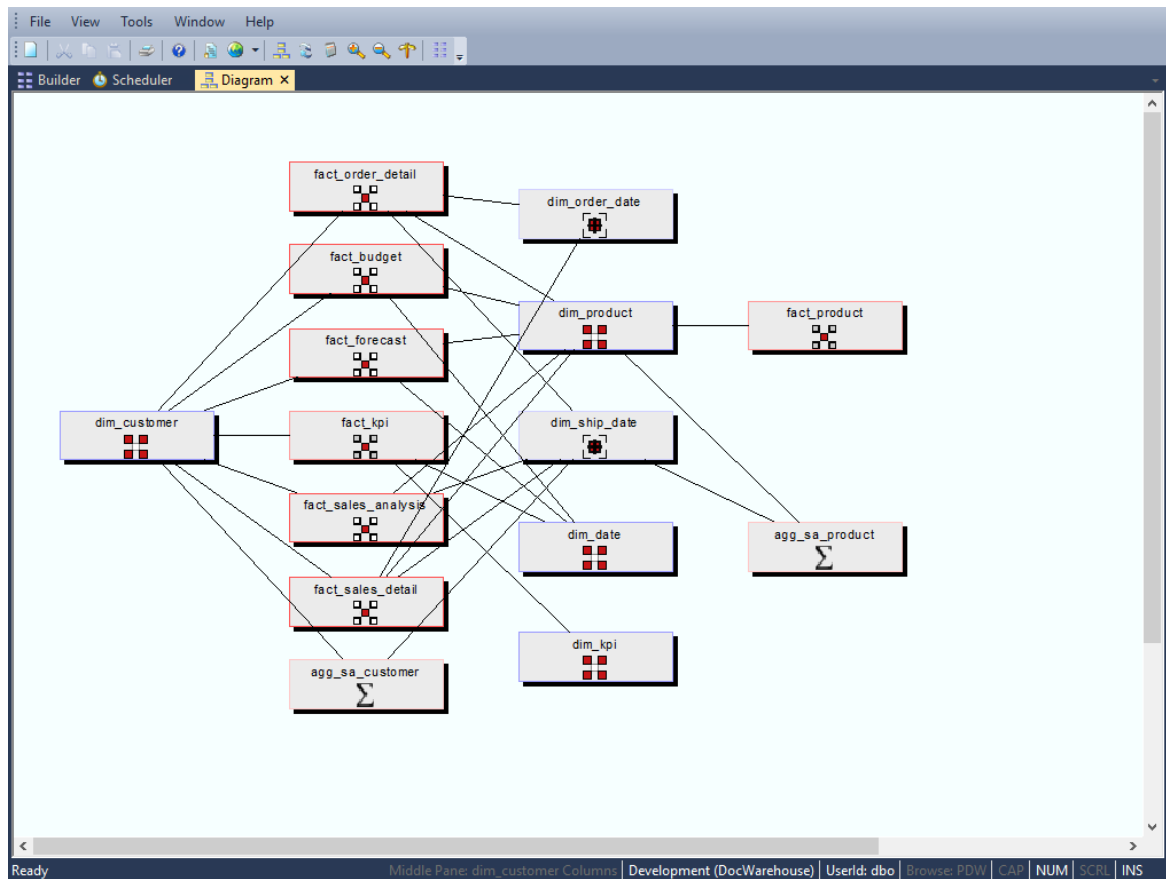 File View Tools Window Help
Builder Scheduler Diagram
fact_order_detail
dim_order_date
fact_budget
dim_product
fact_product
fact_forecast
dim_customer
fact_kpi
dim_ship_date
fact_sales_analysis
dim_date
agg_sa_product
fact_sales_detail
dim_kpi
agg_sa_customer
Ready Middle Pane: dim_customer Columns Development (DocWarehouse) UserId: dbo Browse: PDW CAP NUM SCRL INS